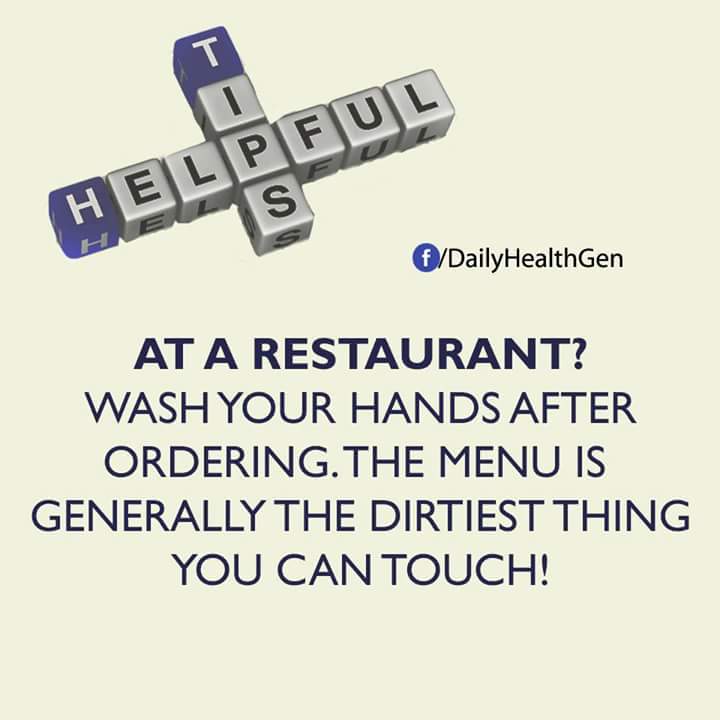 TIPS
HELPFUL
f/DailyHealthGen
AT A RESTAURANT?
WASH YOUR HANDS AFTER
ORDERING. THE MENU IS
GENERALLY THE DIRTIEST THING
YOU CAN TOUCH!